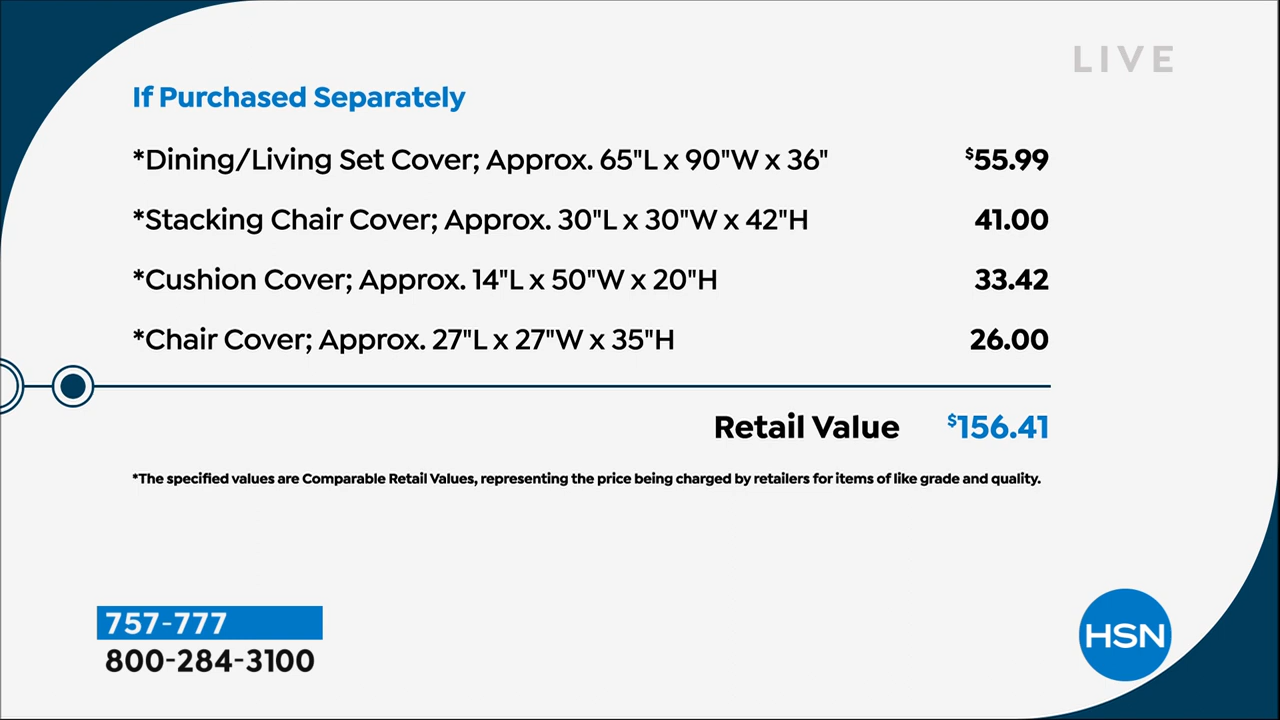 LIVE
If Purchased Separately
*Dining/Living Set Cover; Approx. 65"L x 90"W x 36" $55.99
*Stacking Chair Cover; Approx. 30"L x 30"W x 42"H 41.00
*Cushion Cover; Approx. 14"L x 50"W x 20"H 33.42
*Chair Cover; Approx. 27"L x 27"W x 35"H 26.00
Retail Value $156.41
*The specified values are Comparable Retail Values, representing the price being charged by retailers for items of like grade and quality.
757-777
800-284-3100
HSN